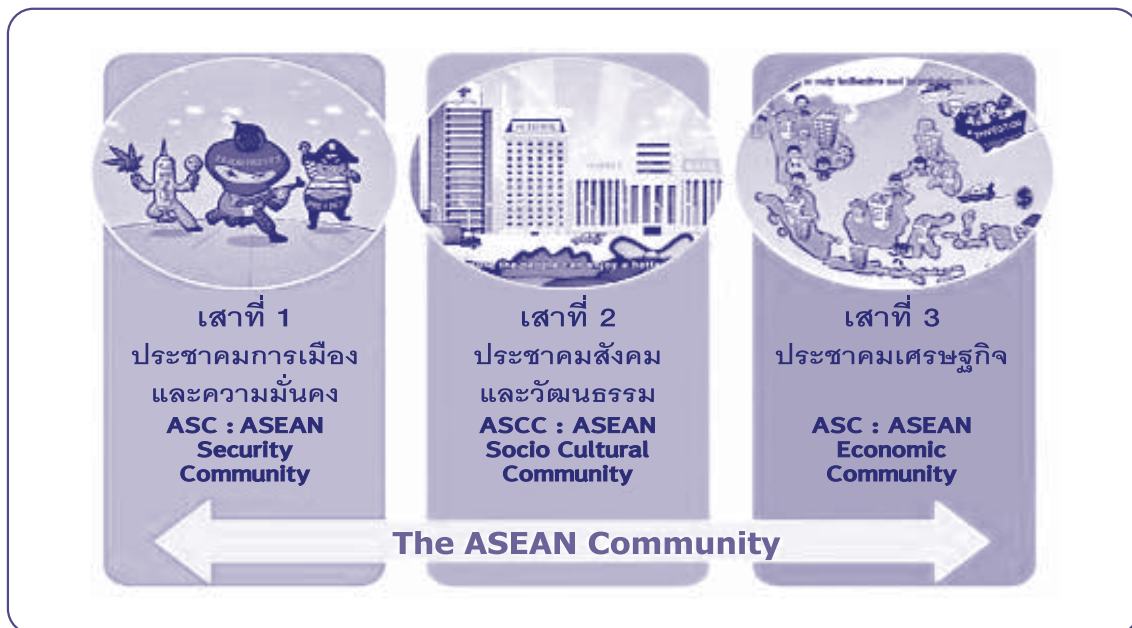 เสาที่ 1
ประชาคมการเมือง
และความมั่นคง
ASC : ASEAN
Security
Community
เสาที่ 2
ประชาคมสังคม
และวัฒนธรรม
ASCC : ASEAN
Socio Cultural
Community
เสาที่ 3
ประชาคมเศรษฐกิจ
ASC : ASEAN
Economic
Community
The ASEAN Community